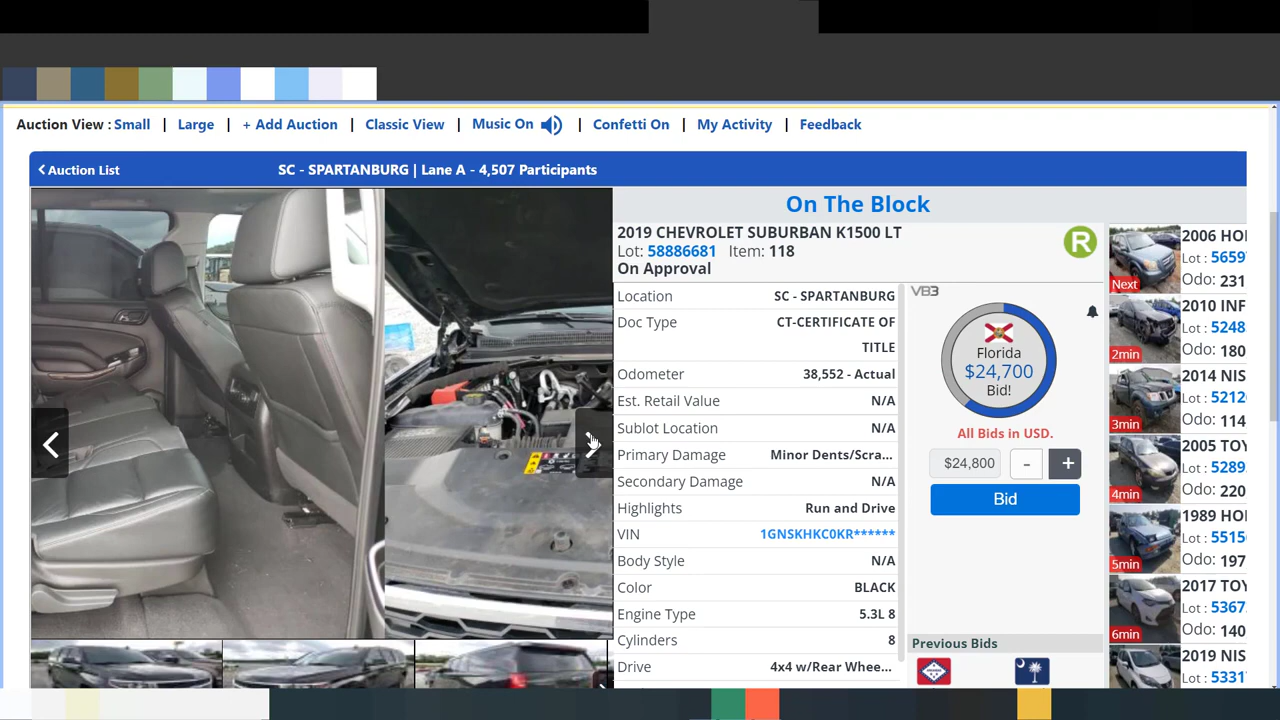 Auction View : Small | Large | + Add Auction | Classic View | Music On | Confetti On | My Activity | Feedback
Auction List
SC - SPARTANBURG | Lane A - 4,507 Participants
On The Block
2019 CHEVROLET SUBURBAN K1500 LT
Lot: 58886681 Item: 118
On Approval
R
Location SC - SPARTANBURG
Doc Type CT-CERTIFICATE OF
TITLE
Odometer 38,552 - Actual
Est. Retail Value N/A
Sublot Location N/A
Primary Damage Minor Dents/Scra...
Secondary Damage N/A
Highlights Run and Drive
VIN 1GNSKHKC0KR******
Body Style N/A
Color BLACK
Engine Type 5.3L 8
Cylinders 8
Drive 4x4 w/Rear Whee...
VB3
Florida
$24,700
Bid!
All Bids in USD.
$24,800 - +
Bid
Previous Bids
2006 HO
Lot : 5659
Next Odo: 231
2010 INF
Lot : 5248
2min Odo: 180
2014 NIS
Lot : 5212
3min Odo: 114
2005 TOY
Lot : 5289
4min Odo: 220
1989 HO
Lot : 5515
5min Odo: 197
2017 TOY
Lot : 5367
6min Odo: 140
2019 NIS
Lot : 5331